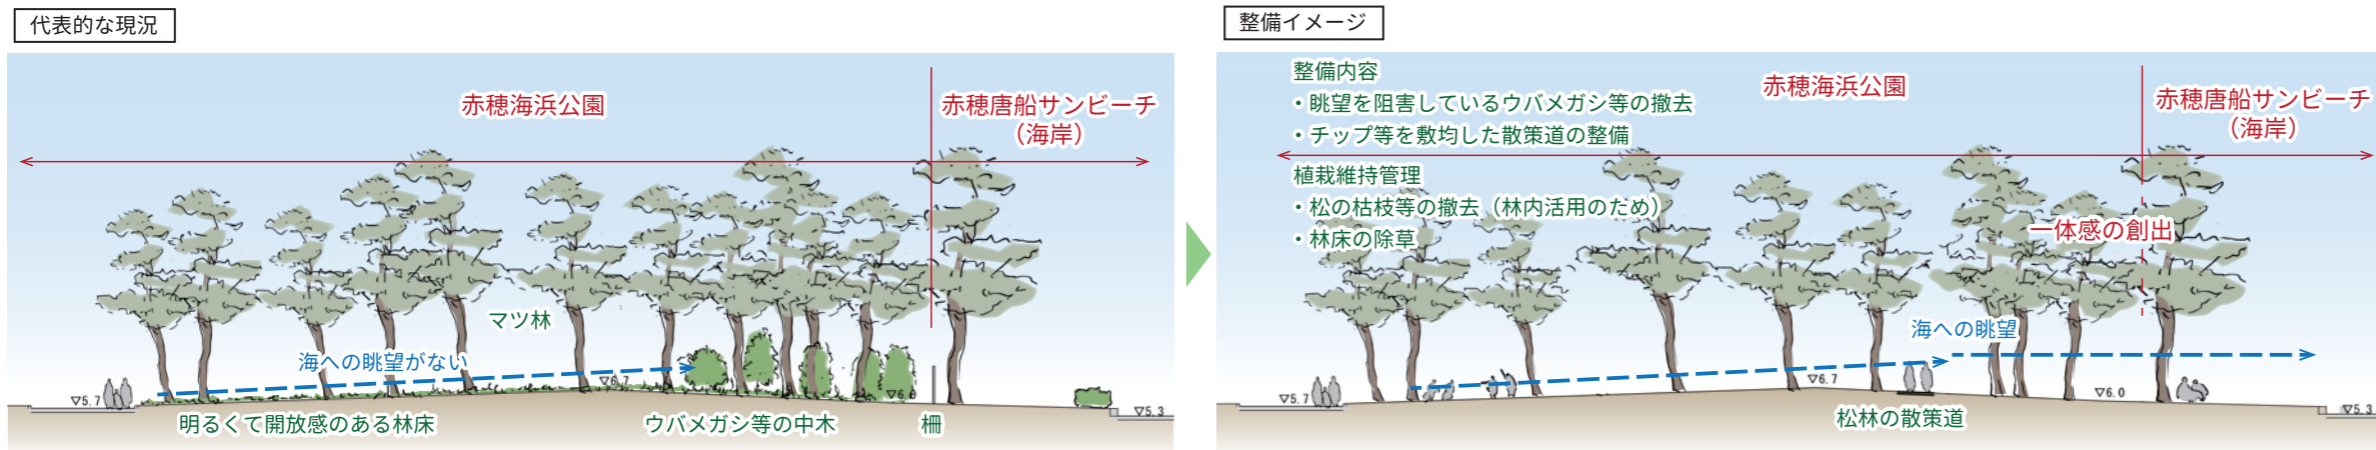 代表的な現況
赤穂海浜公園
赤穂唐船サンビーチ
（海岸）
マツ林
海への眺望がない
▽5.7
▽6.7
▽6.0
▽5.3
明るくて開放感のある林床
ウバメガシ等の中木
柵
整備イメージ
整備内容
・眺望を阻害しているウバメガシ等の撤去
・チップ等を敷均した散策道の整備
植栽維持管理
・松の枯枝等の撤去（林内活用のため）
・林床の除草
赤穂海浜公園
赤穂唐船サンビーチ
（海岸）
一体感の創出
海への眺望
▽5.7
▽6.7
▽6.0
▽5.3
松林の散策道